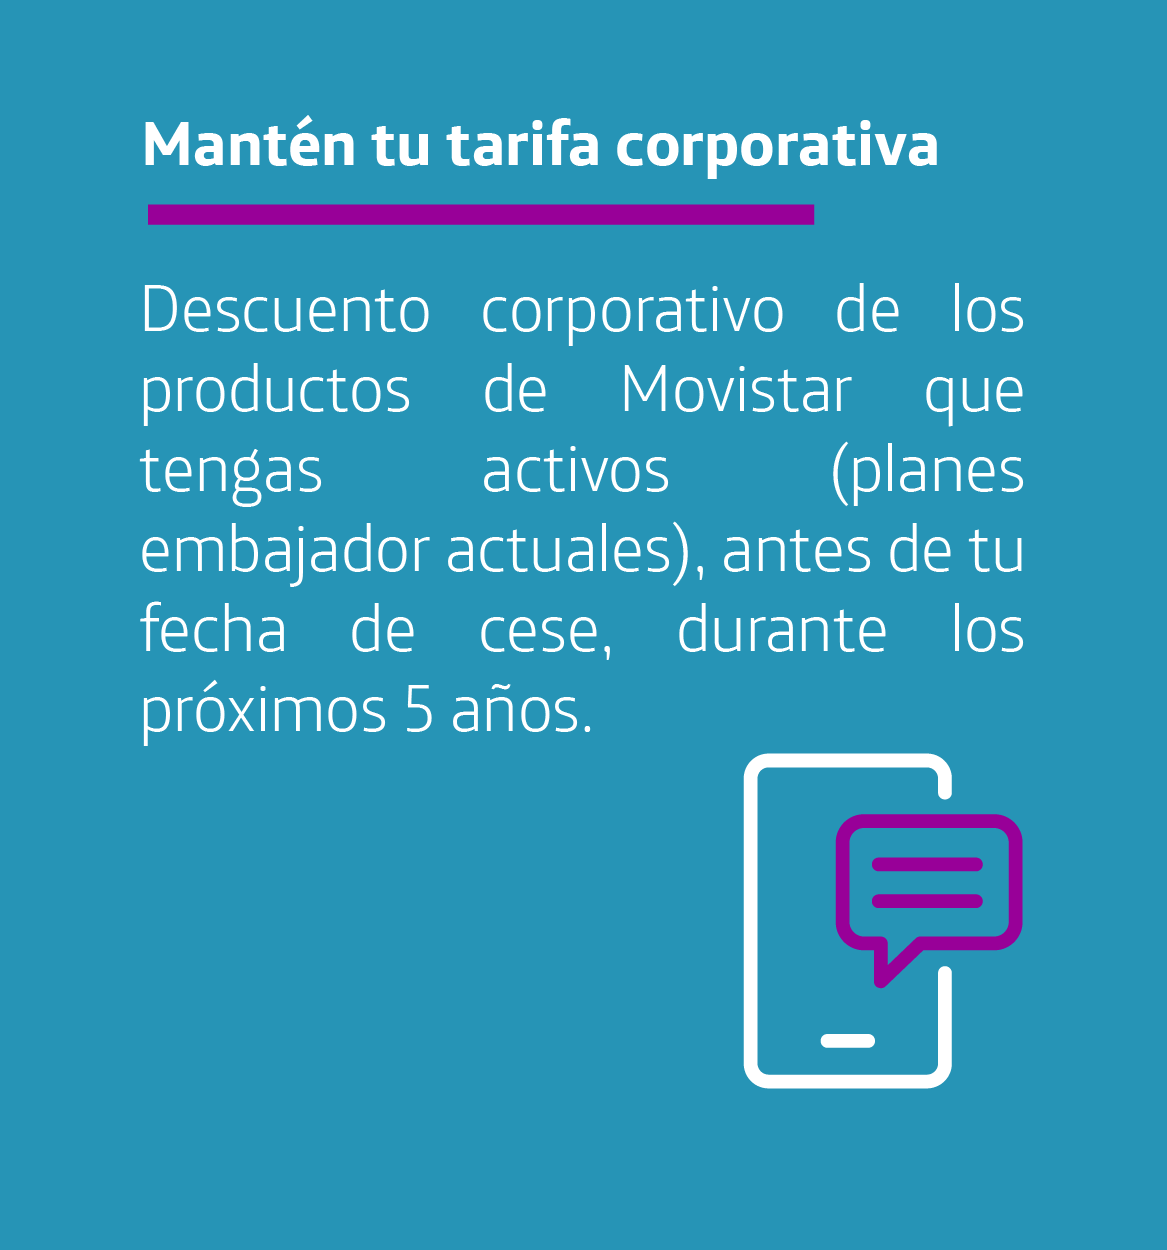 Mantén tu tarifa corporativa
Descuento corporativo de los
productos de Movistar que
tengas activos (planes
embajador actuales), antes de tu
fecha de cese, durante los
próximos 5 años.